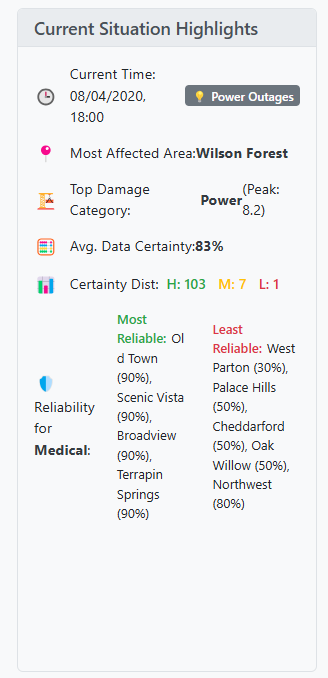 Current Situation Highlights
Current Time:
08/04/2020,
18:00
Power Outages
Most Affected Area:Wilson Forest
Top Damage
Category:
Power(Peak:
8.2)
Avg. Data Certainty:83%
Certainty Dist: H: 103 M: 7 L: 1
Reliability
for
Medical:
Most
Reliable: Ol
d Town
(90%),
Scenic Vista
(90%),
Broadview
(90%),
Terrapin
Springs
(90%)
Least
Reliable: West
Parton (30%),
Palace Hills
(50%),
Cheddarford
(50%), Oak
Willow (50%),
Northwest
(80%)